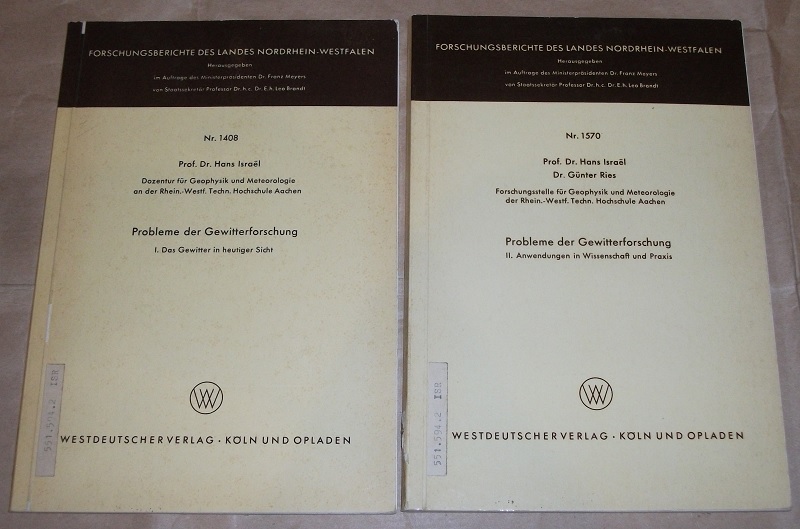 FORSCHUNGSBERICHTE DES LANDES NORDRHEIN-WESTFALEN
Herausgegeben
im Auftrage des Ministerpräsidenten Dr. Franz Meyers
von Staatssekretär Professor Dr. h. c. Dr. E. h. Leo Brandt
Nr. 1408
Prof. Dr. Hans Israël
Dozentur für Geophysik und Meteorologie
an der Rhein.-Westf. Techn. Hochschule Aachen
Probleme der Gewitterforschung
I. Das Gewitter in heutiger Sicht
551.594.2 ISR
WESTDEUTSCHER VERLAG · KÖLN UND OPLADEN
FORSCHUNGSBERICHTE DES LANDES NORDRHEIN-WESTFALEN
Herausgegeben
im Auftrage des Ministerpräsidenten Dr. Franz Meyers
von Staatssekretär Professor Dr. h. c. Dr. E. h. Leo Brandt
Nr. 1570
Prof. Dr. Hans Israël
Dr. Günter Ries
Forschungsstelle für Geophysik und Meteorologie
der Rhein.-Westf. Techn. Hochschule Aachen
Probleme der Gewitterforschung
II. Anwendungen in Wissenschaft und Praxis
551.594.2 ISR
WESTDEUTSCHER VERLAG · KÖLN UND OPLADEN